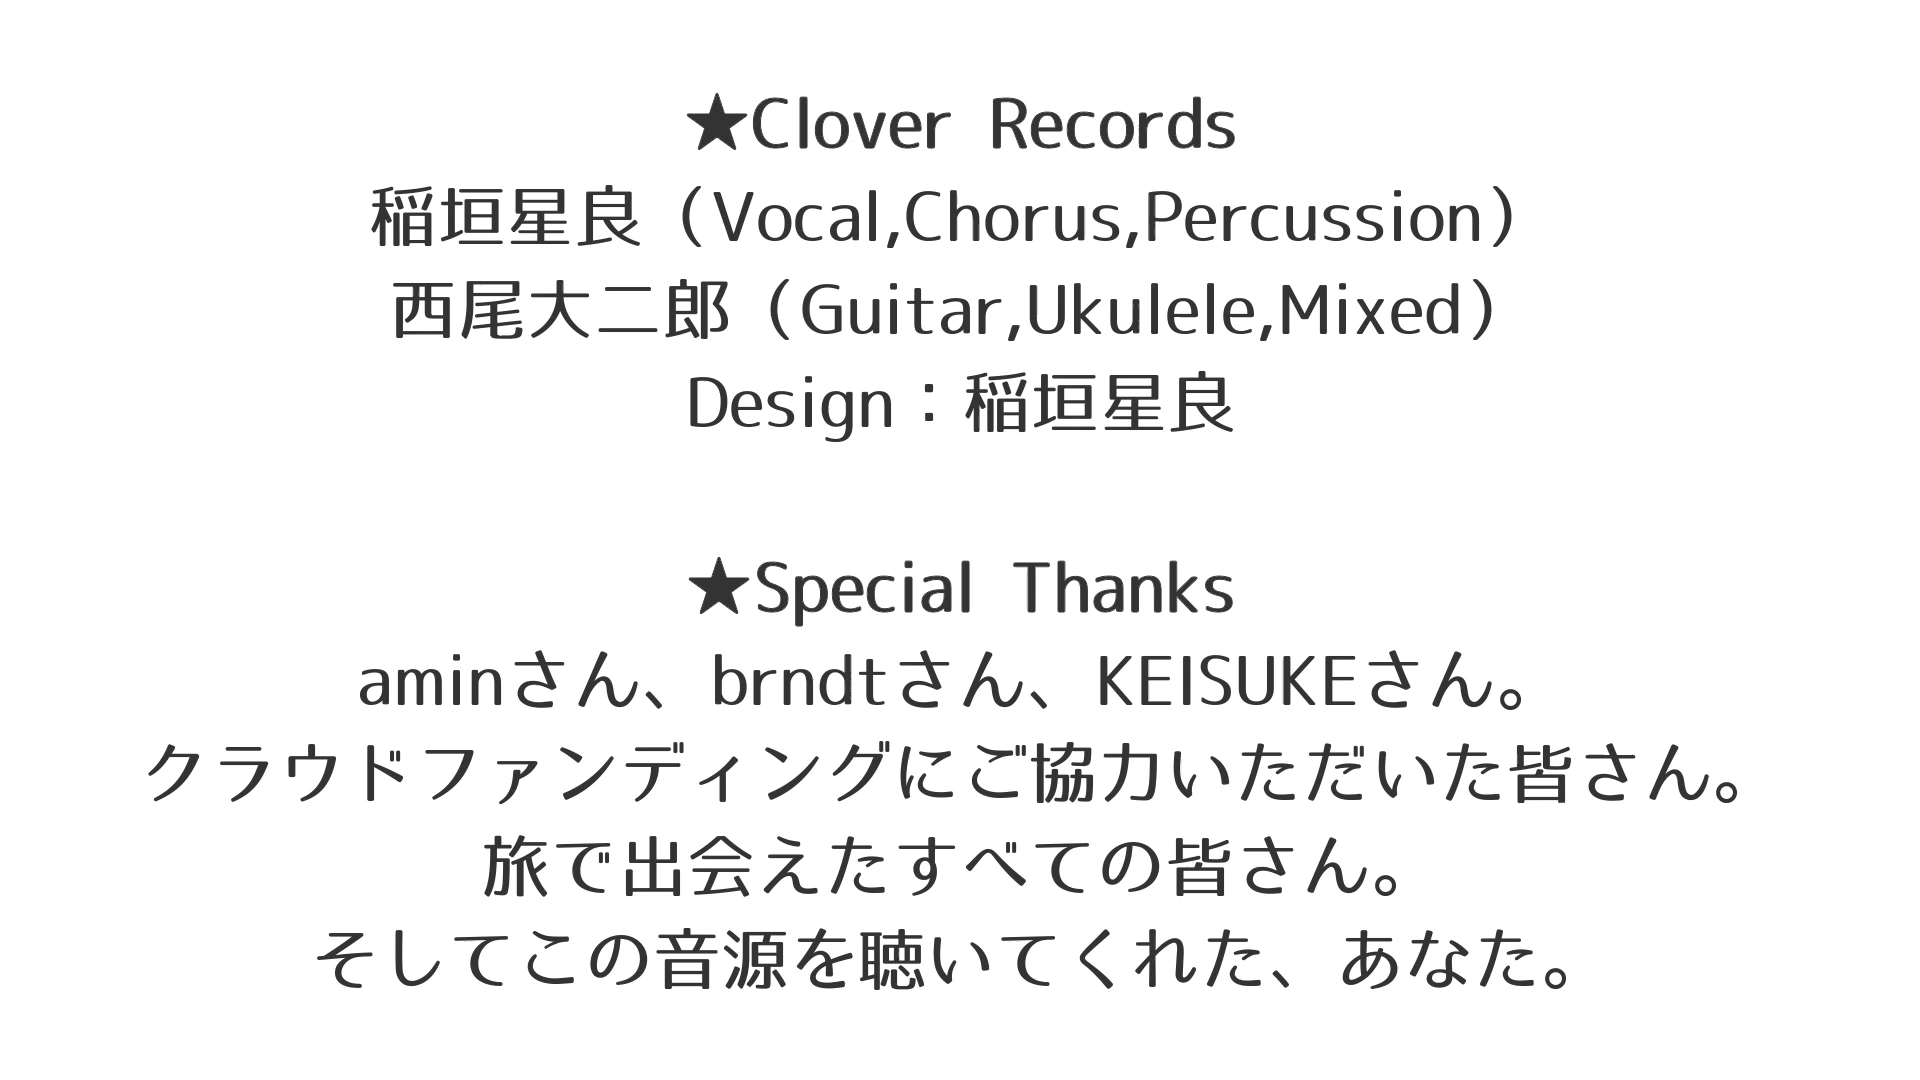 ★Clover Records
稲垣星良（Vocal,Chorus,Percussion）
西尾大二郎（Guitar,Ukulele,Mixed）
Design：稲垣星良
★Special Thanks
aminさん、brndtさん、KEISUKEさん。
クラウドファンディングにご協力いただいた皆さん。
旅で出会えたすべての皆さん。
そしてこの音源を聴いてくれた、あなた。